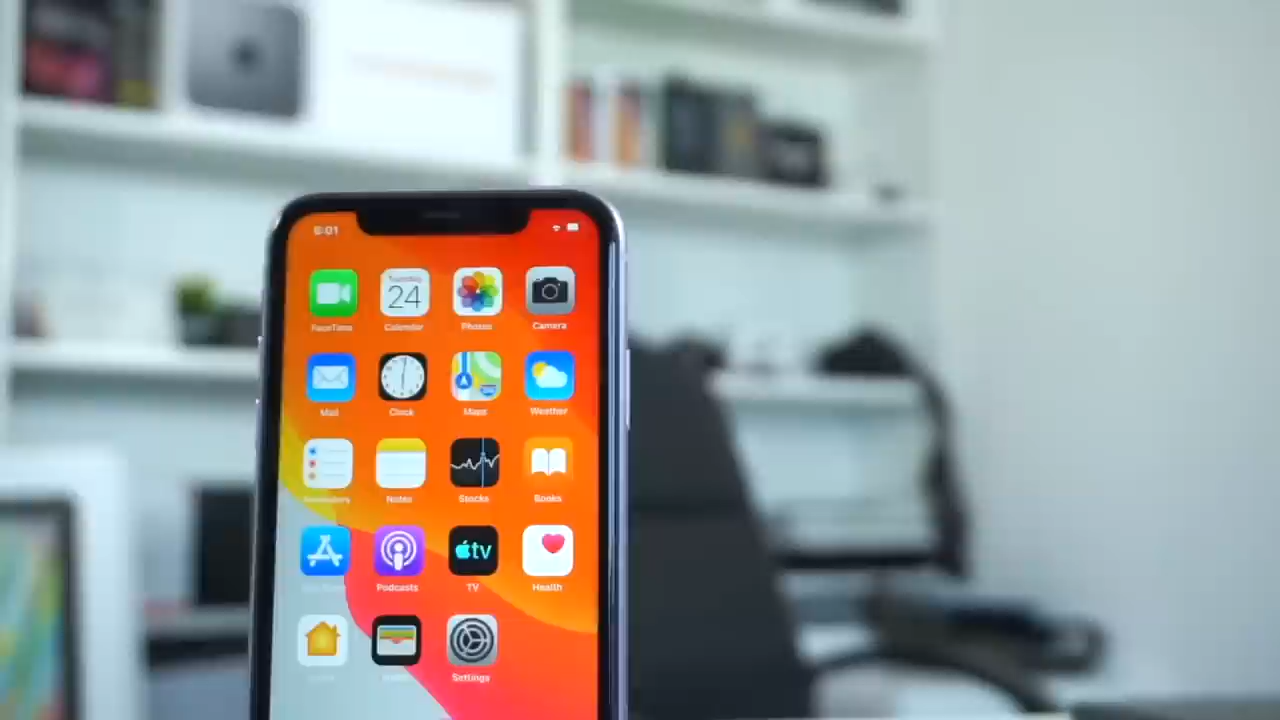 6:01
Tuesday
24
FaceTime Calendar Photos Camera
Mail Clock Maps Weather
Reminders Notes Stocks Books
tv
Podcasts TV Health
Settings